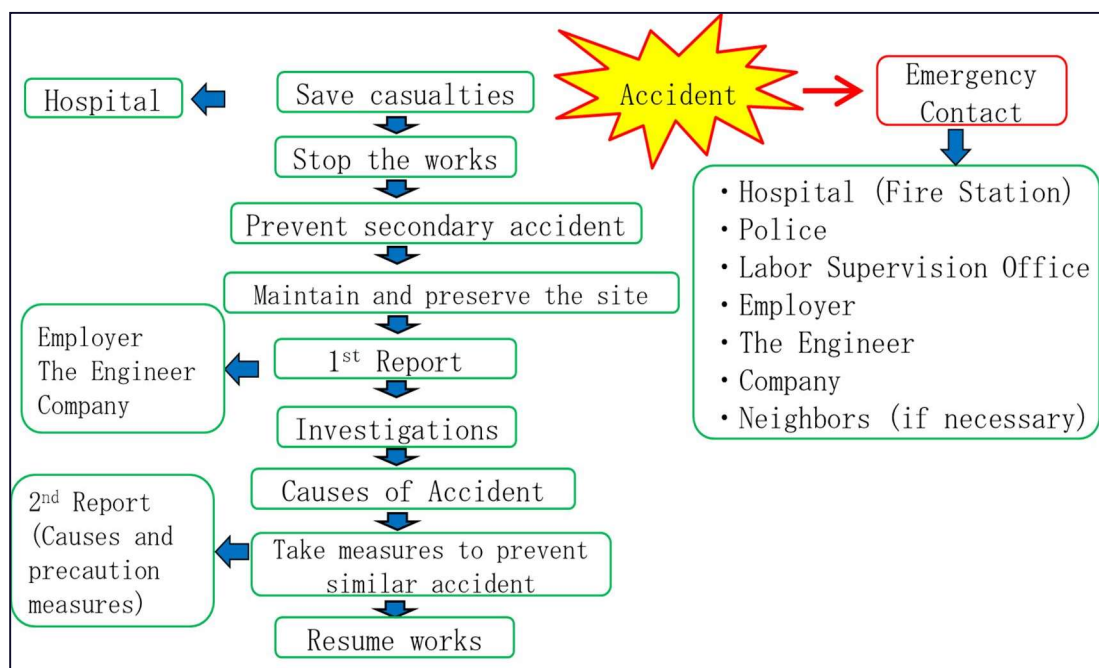 Hospital
Save casualties
Accident
Emergency
Contact
Stop the works
Prevent secondary accident
Maintain and preserve the site
Employer
The Engineer
Company
1st Report
Investigations
Causes of Accident
2nd Report
(Causes and
precaution
measures)
Take measures to prevent
similar accident
Resume works
・Hospital (Fire Station)
・Police
・Labor Supervision Office
・Employer
・The Engineer
・Company
・Neighbors (if necessary)